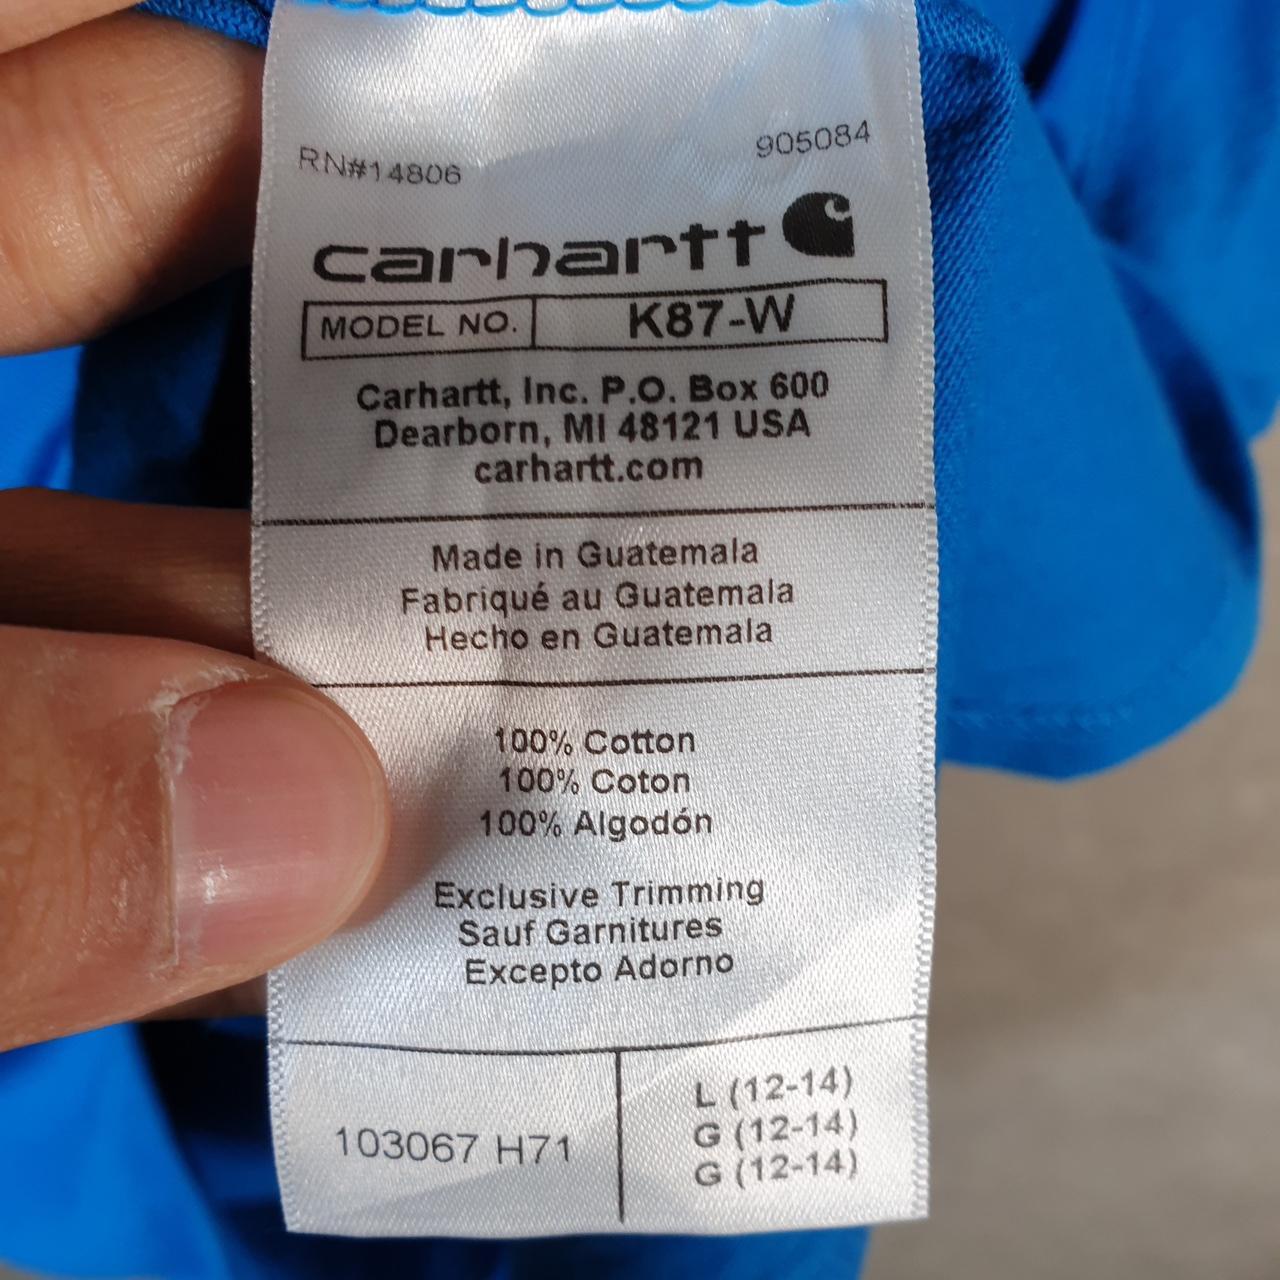 RN#14806 905084
carhartt
MODEL NO. K87-W
Carhartt, Inc. P.O. Box 600
Dearborn, MI 48121 USA
carhartt.com
Made in Guatemala
Fabriqué au Guatemala
Hecho en Guatemala
100% Cotton
100% Coton
100% Algodón
Exclusive Trimming
Sauf Garnitures
Excepto Adorno
103067 H71
L (12-14)
G (12-14)
G (12-14)